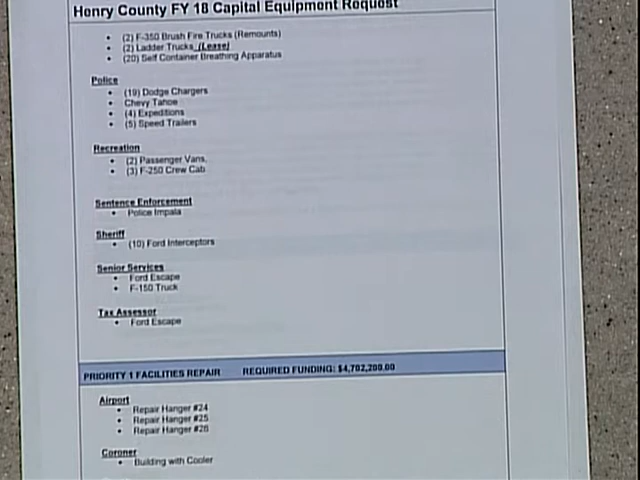 Henry County FY 18 Capital Equipment Request
• (2) F-350 Brush Fire Trucks (Remounts)
• (2) Ladder Trucks (Lease)
• (20) Self Container Breathing Apparatus
Police
• (19) Dodge Chargers
• Chevy Tahoe
• (4) Expeditions
• (5) Speed Trailers
Recreation
• (2) Passenger Vans,
• (3) F-250 Crew Cab
Sentence Enforcement
• Police Impala
Sheriff
• (10) Ford Interceptors
Senior Services
• Ford Escape
• F-150 Truck
Tax Assessor
• Ford Escape
PRIORITY 1 FACILITIES REPAIR REQUIRED FUNDING: $4,702,200.00
Airport
• Repair Hanger #24
• Repair Hanger #25
• Repair Hanger #26
Coroner
• Building with Cooler